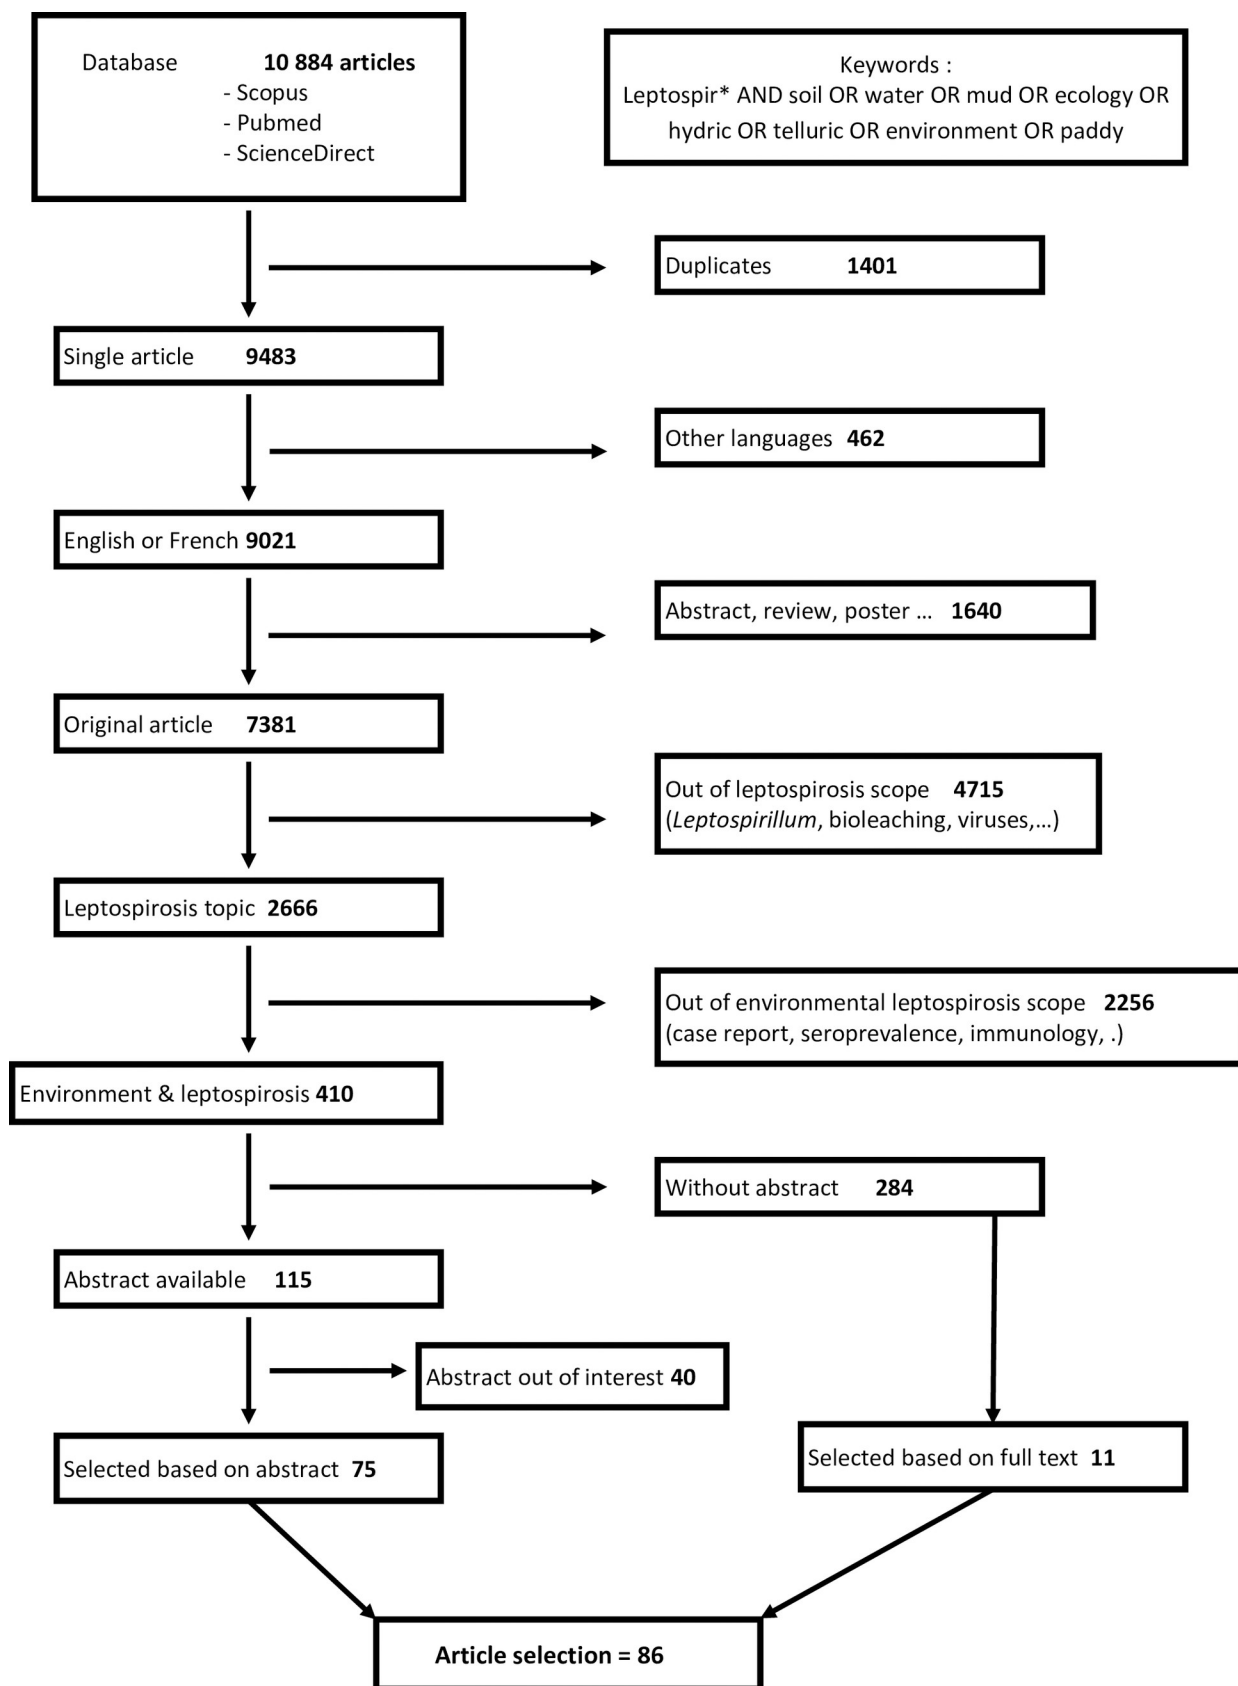 Database 10 884 articles
- Scopus
- Pubmed
- ScienceDirect
Keywords :
Leptospir* AND soil OR water OR mud OR ecology OR
hydric OR telluric OR environment OR paddy
Duplicates 1401
Single article 9483
Other languages 462
English or French 9021
Abstract, review, poster ... 1640
Original article 7381
Out of leptospirosis scope 4715
(Leptospirillum, bioleaching, viruses,...)
Leptospirosis topic 2666
Out of environmental leptospirosis scope 2256
(case report, seroprevalence, immunology, .)
Environment & leptospirosis 410
Without abstract 284
Abstract available 115
Abstract out of interest 40
Selected based on abstract 75
Selected based on full text 11
Article selection = 86